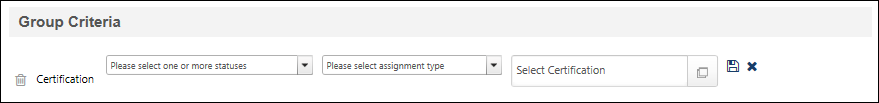 Group Criteria
Certification Please select one or more statuses Please select assignment type Select Certification